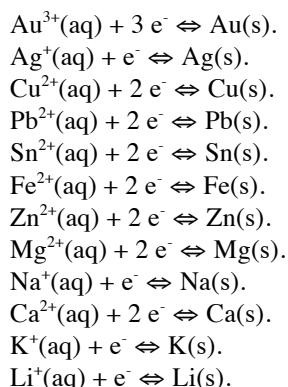 Au³⁺(aq) + 3 e⁻ ⇔ Au(s).
Ag⁺(aq) + e⁻ ⇔ Ag(s).
Cu²⁺(aq) + 2 e⁻ ⇔ Cu(s).
Pb²⁺(aq) + 2 e⁻ ⇔ Pb(s).
Sn²⁺(aq) + 2 e⁻ ⇔ Sn(s).
Fe²⁺(aq) + 2 e⁻ ⇔ Fe(s).
Zn²⁺(aq) + 2 e⁻ ⇔ Zn(s).
Mg²⁺(aq) + 2 e⁻ ⇔ Mg(s).
Na⁺(aq) + e⁻ ⇔ Na(s).
Ca²⁺(aq) + 2 e⁻ ⇔ Ca(s).
K⁺(aq) + e⁻ ⇔ K(s).
Li⁺(aq) + e⁻ ⇔ Li(s).